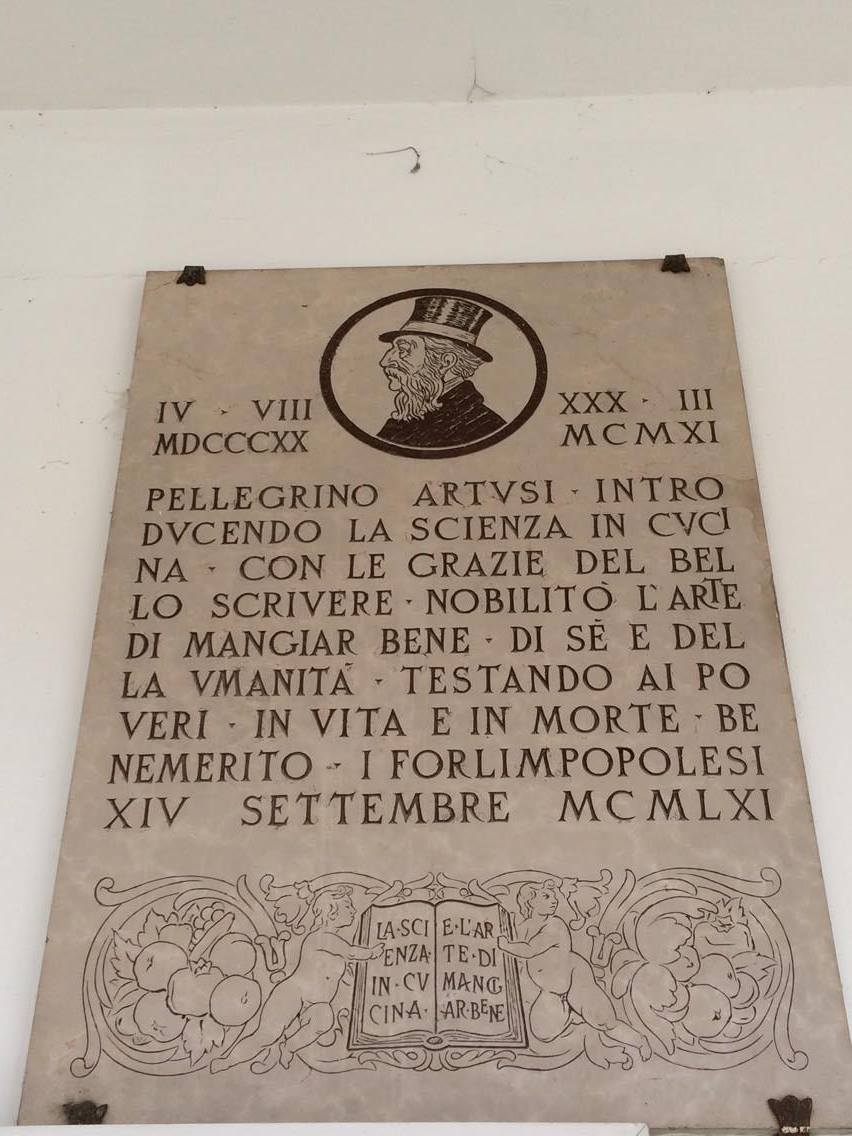 IV · VIII
MDCCCXX
XXX · III
MCMXI
PELLEGRINO ARTVSI · INTRO
DVCENDO LA SCIENZA IN CVCI
NA · CON LE GRAZIE DEL BEL
LO SCRIVERE · NOBILITÒ L'ARTE
DI MANGIAR BENE · DI SÈ E DEL
LA VMANITÀ · TESTANDO AI PO
VERI · IN VITA E IN MORTE · BE
NEMERITO · I FORLIMPOPOLESI
XIV SETTEMBRE MCMLXI
LA·SCI
ENZA·
IN·CV
CINA·
E·L'AR
TE·DI
MANGI
AR·BENE